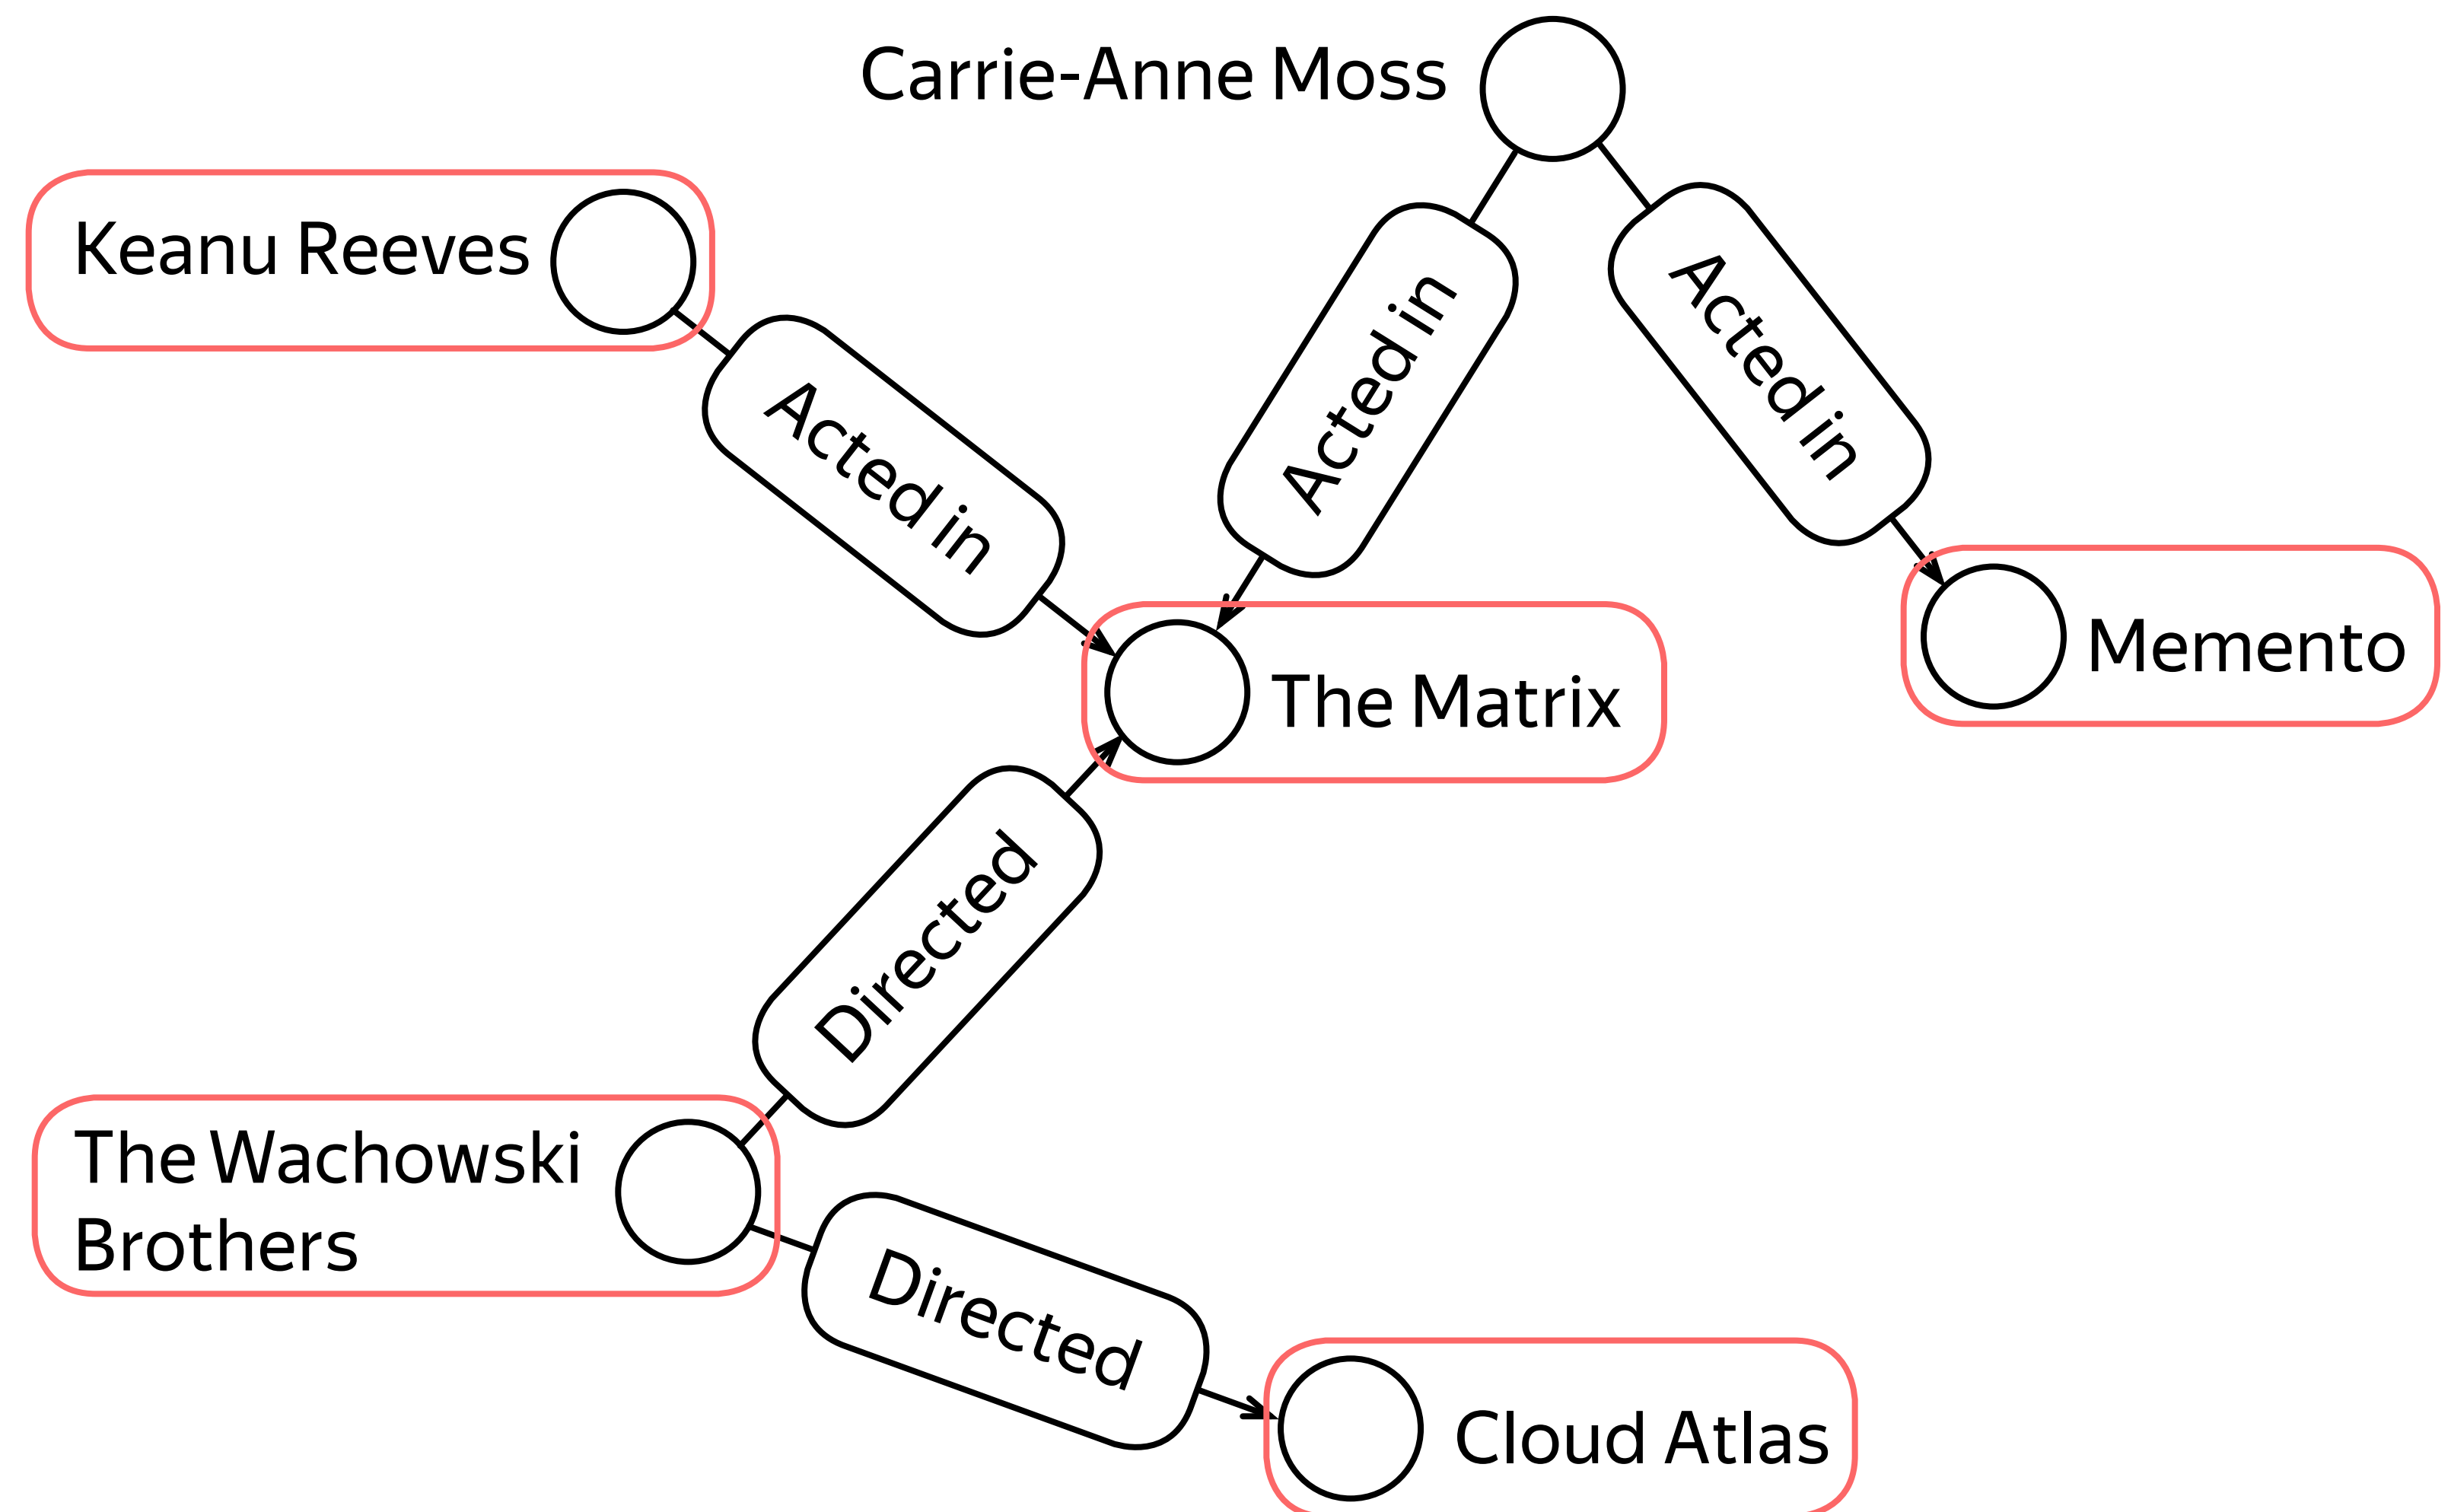 Carrie-Anne Moss
Keanu Reeves
Acted in
Acted in
Acted in
The Matrix
Memento
Directed
The Wachowski
Brothers
Directed
Cloud Atlas